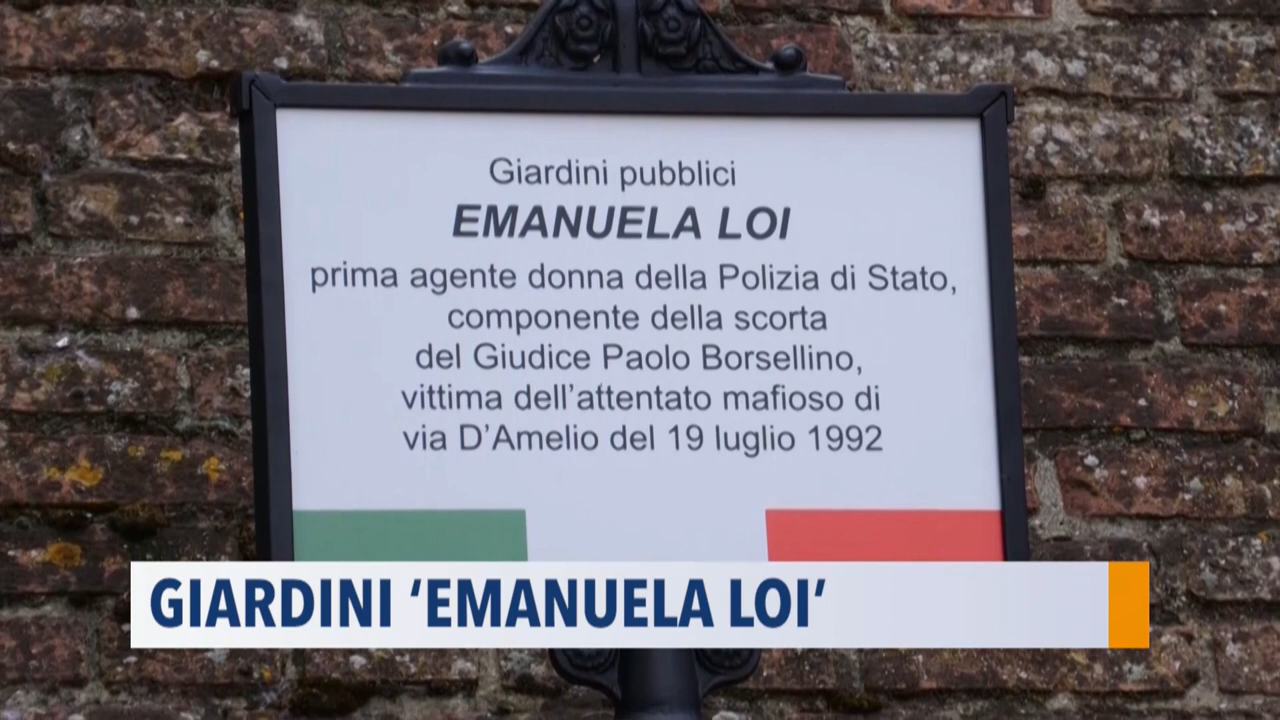 Giardini pubblici
EMANUELA LOI
prima agente donna della Polizia di Stato,
componente della scorta
del Giudice Paolo Borsellino,
vittima dell’attentato mafioso di
via D’Amelio del 19 luglio 1992
GIARDINI ‘EMANUELA LOI’